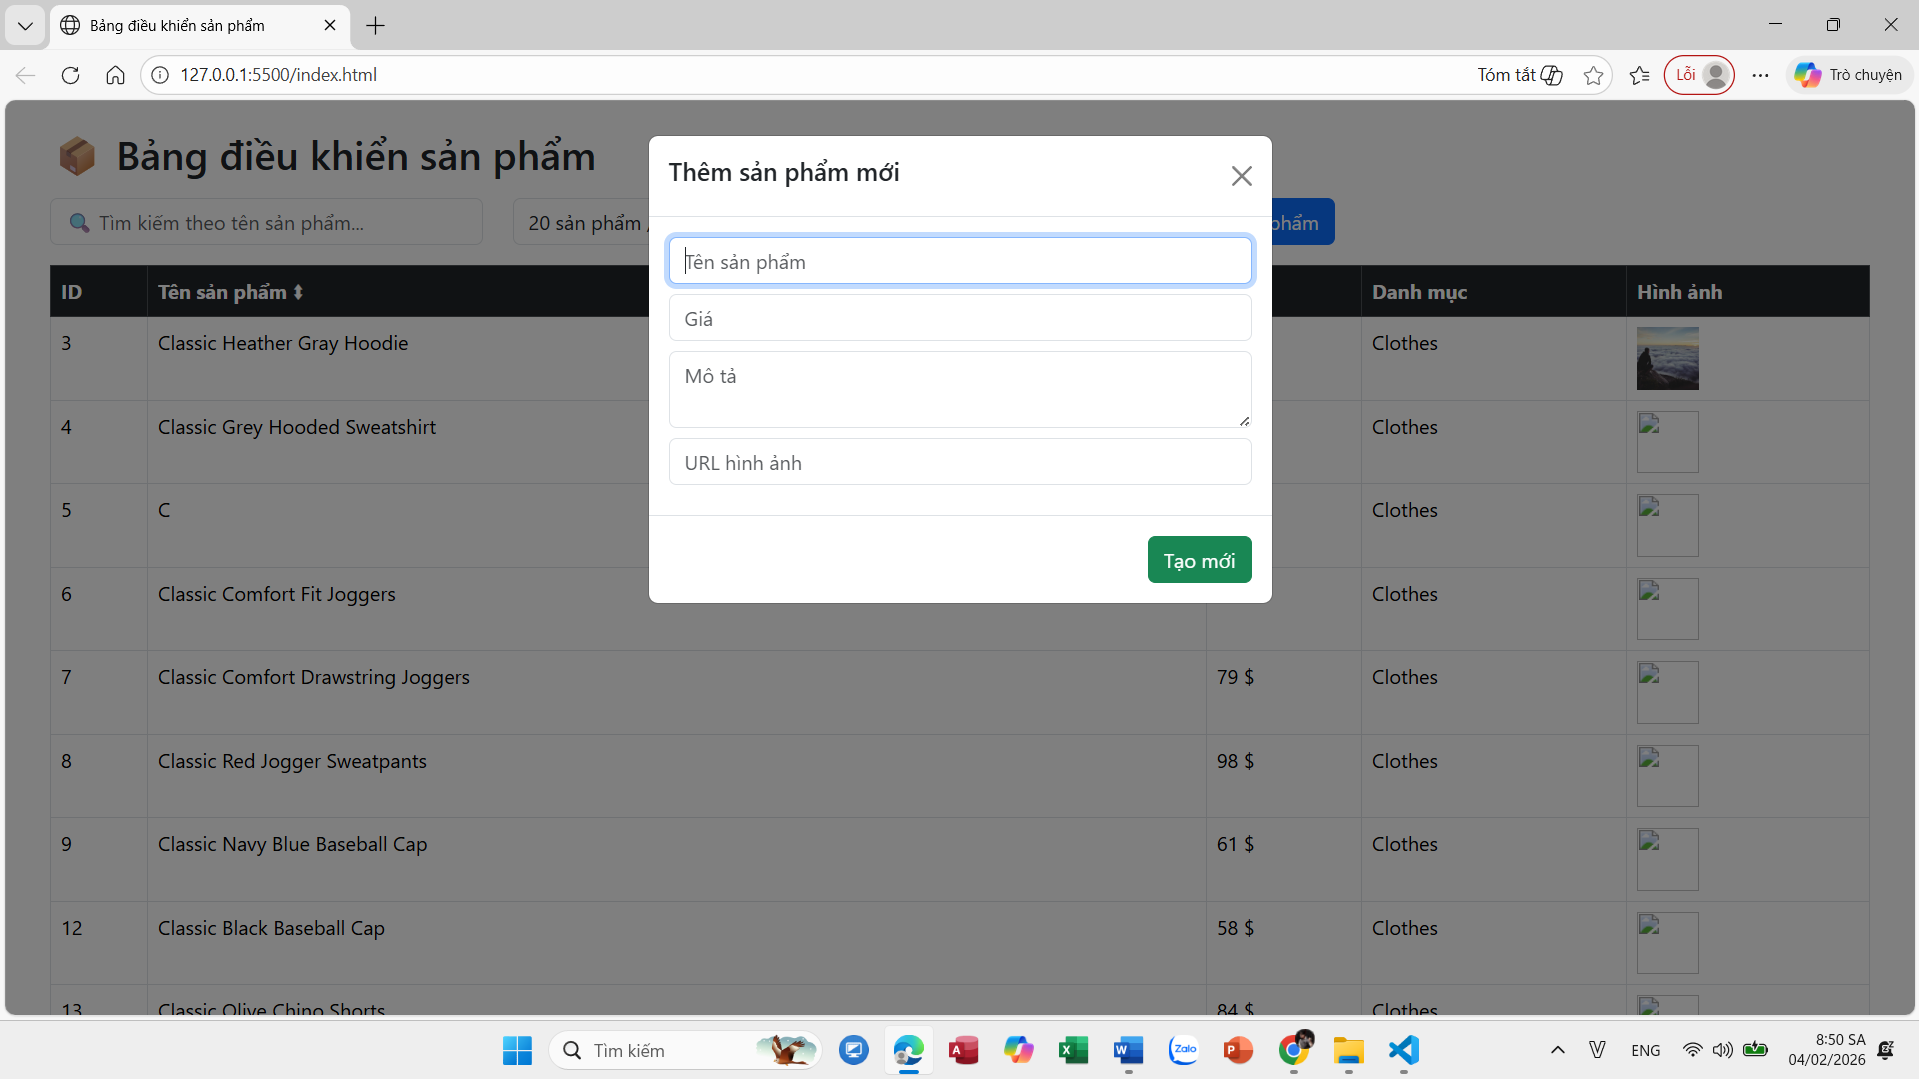 Bảng điều khiển sản phẩm
127.0.0.1:5500/index.html
Tóm tắt
Lỗi
Trò chuyện
Bảng điều khiển sản phẩm
Tìm kiếm theo tên sản phẩm...
20 sản phẩm /
phẩm
Thêm sản phẩm mới
Tên sản phẩm
Giá
Mô tả
URL hình ảnh
Tạo mới
ID Tên sản phẩm Danh mục Hình ảnh
3 Classic Heather Gray Hoodie Clothes
4 Classic Grey Hooded Sweatshirt Clothes
5 C Clothes
6 Classic Comfort Fit Joggers Clothes
7 Classic Comfort Drawstring Joggers 79 $ Clothes
8 Classic Red Jogger Sweatpants 98 $ Clothes
9 Classic Navy Blue Baseball Cap 61 $ Clothes
12 Classic Black Baseball Cap 58 $ Clothes
13 Classic Olive Chino Shorts 84 $ Clothes
Tìm kiếm
Zalo
ENG
8:50 SA
04/02/2026